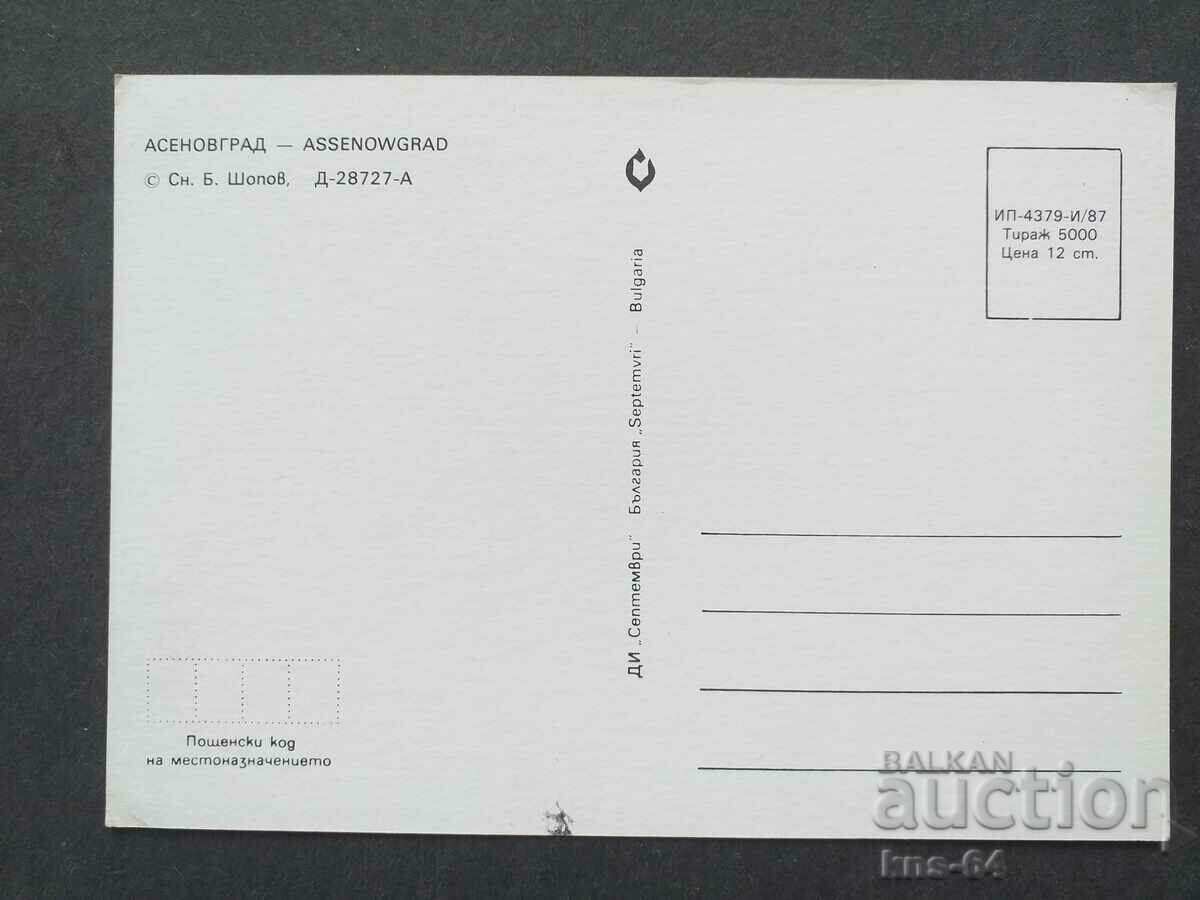 АСЕНОВГРАД — ASSENOWGRAD
© Сн. Б. Шопов, Д-28727-А
ДИ „Септември" България „Septemvri" – Bulgaria
ИП-4379-И/87
Тираж 5000
Цена 12 ст.
Пощенски код
на местоназначението
BALKAN
auction
kns-64